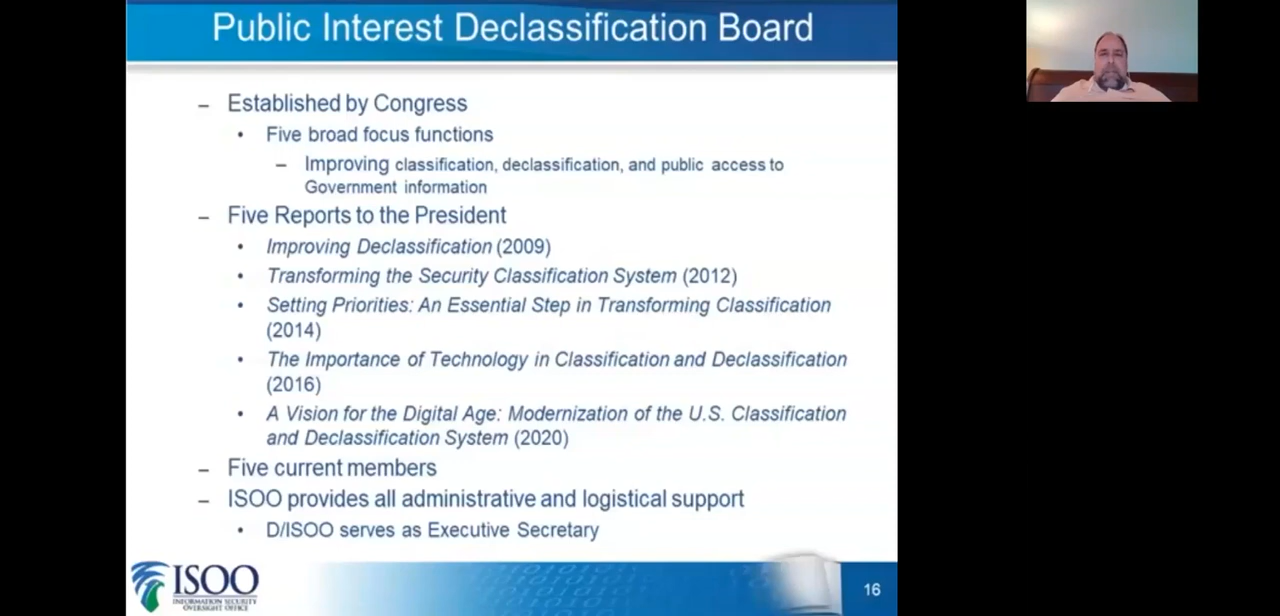 Public Interest Declassification Board
– Established by Congress
• Five broad focus functions
– Improving classification, declassification, and public access to
Government information
– Five Reports to the President
• Improving Declassification (2009)
• Transforming the Security Classification System (2012)
• Setting Priorities: An Essential Step in Transforming Classification
(2014)
• The Importance of Technology in Classification and Declassification
(2016)
• A Vision for the Digital Age: Modernization of the U.S. Classification
and Declassification System (2020)
– Five current members
– ISOO provides all administrative and logistical support
• D/ISOO serves as Executive Secretary
ISOO
INFORMATION SECURITY
OVERSIGHT OFFICE
16